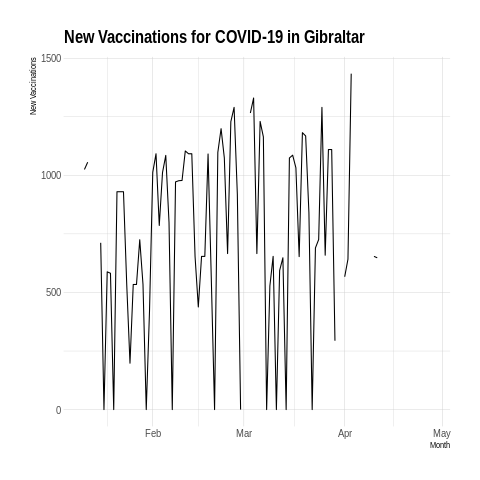 New Vaccinations for COVID-19 in Gibraltar
New Vaccinations
1500
1000
500
0
Feb Mar Apr May
Month